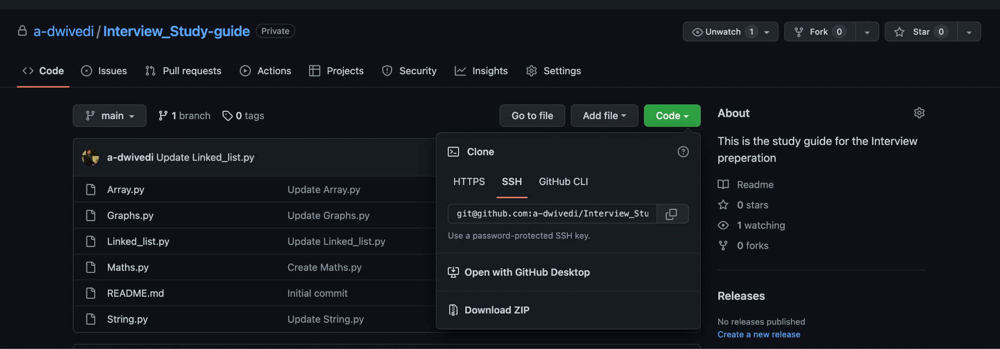 a-dwivedi / Interview_Study-guide Private
Unwatch 1 Fork 0 Star 0
Code Issues Pull requests Actions Projects Security Insights Settings
main 1 branch 0 tags Go to file Add file Code
a-dwivedi Update Linked_list.py
Array.py Update Array.py
Graphs.py Update Graphs.py
Linked_list.py Update Linked_list.py
Maths.py Create Maths.py
README.md Initial commit
String.py Update String.py
Clone
HTTPS SSH GitHub CLI
git@github.com:a-dwivedi/Interview_Stu
Use a password-protected SSH key.
Open with GitHub Desktop
Download ZIP
About
This is the study guide for the Interview
preperation
Readme
0 stars
1 watching
0 forks
Releases
No releases published
Create a new release